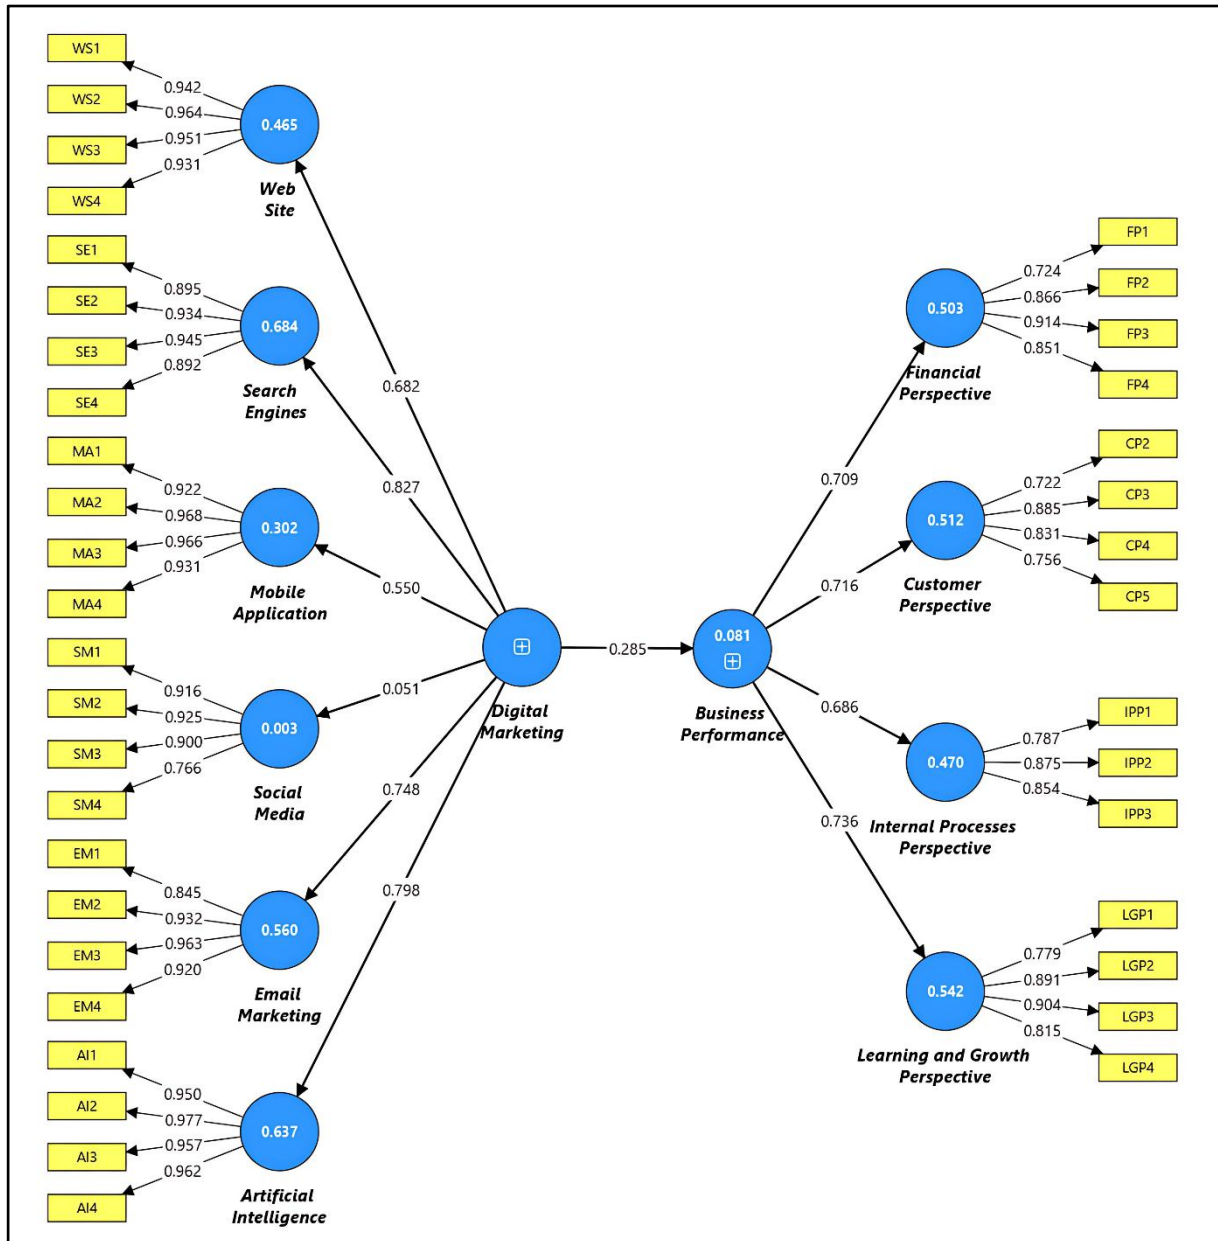 WS1
0.942
WS2
0.964
0.465
0.951
WS3
0.931
WS4
Web
Site
SE1
0.895
SE2
0.934
0.684
0.945
SE3
0.892
SE4
Search
Engines
0.682
MA1
0.922
MA2
0.968
0.302
0.966
MA3
0.931
MA4
Mobile
Application
0.827
0.550
SM1
0.916
SM2
0.925
0.003
0.900
SM3
0.766
SM4
Social
Media
0.051
EM1
0.845
EM2
0.932
0.560
0.963
EM3
0.920
EM4
Email
Marketing
0.748
AI1
0.950
AI2
0.977
0.637
0.957
AI3
0.962
AI4
Artificial
Intelligence
0.798
Digital
Marketing
0.285
0.081
Business
Performance
0.709
0.716
0.686
0.736
FP1
0.724
FP2
0.866
0.503
0.914
FP3
0.851
FP4
Financial
Perspective
CP2
0.722
CP3
0.885
0.512
0.831
CP4
0.756
CP5
Customer
Perspective
IPP1
0.787
0.470
0.875
IPP2
0.854
IPP3
Internal Processes
Perspective
LGP1
0.779
LGP2
0.891
0.542
0.904
LGP3
0.815
LGP4
Learning and Growth
Perspective